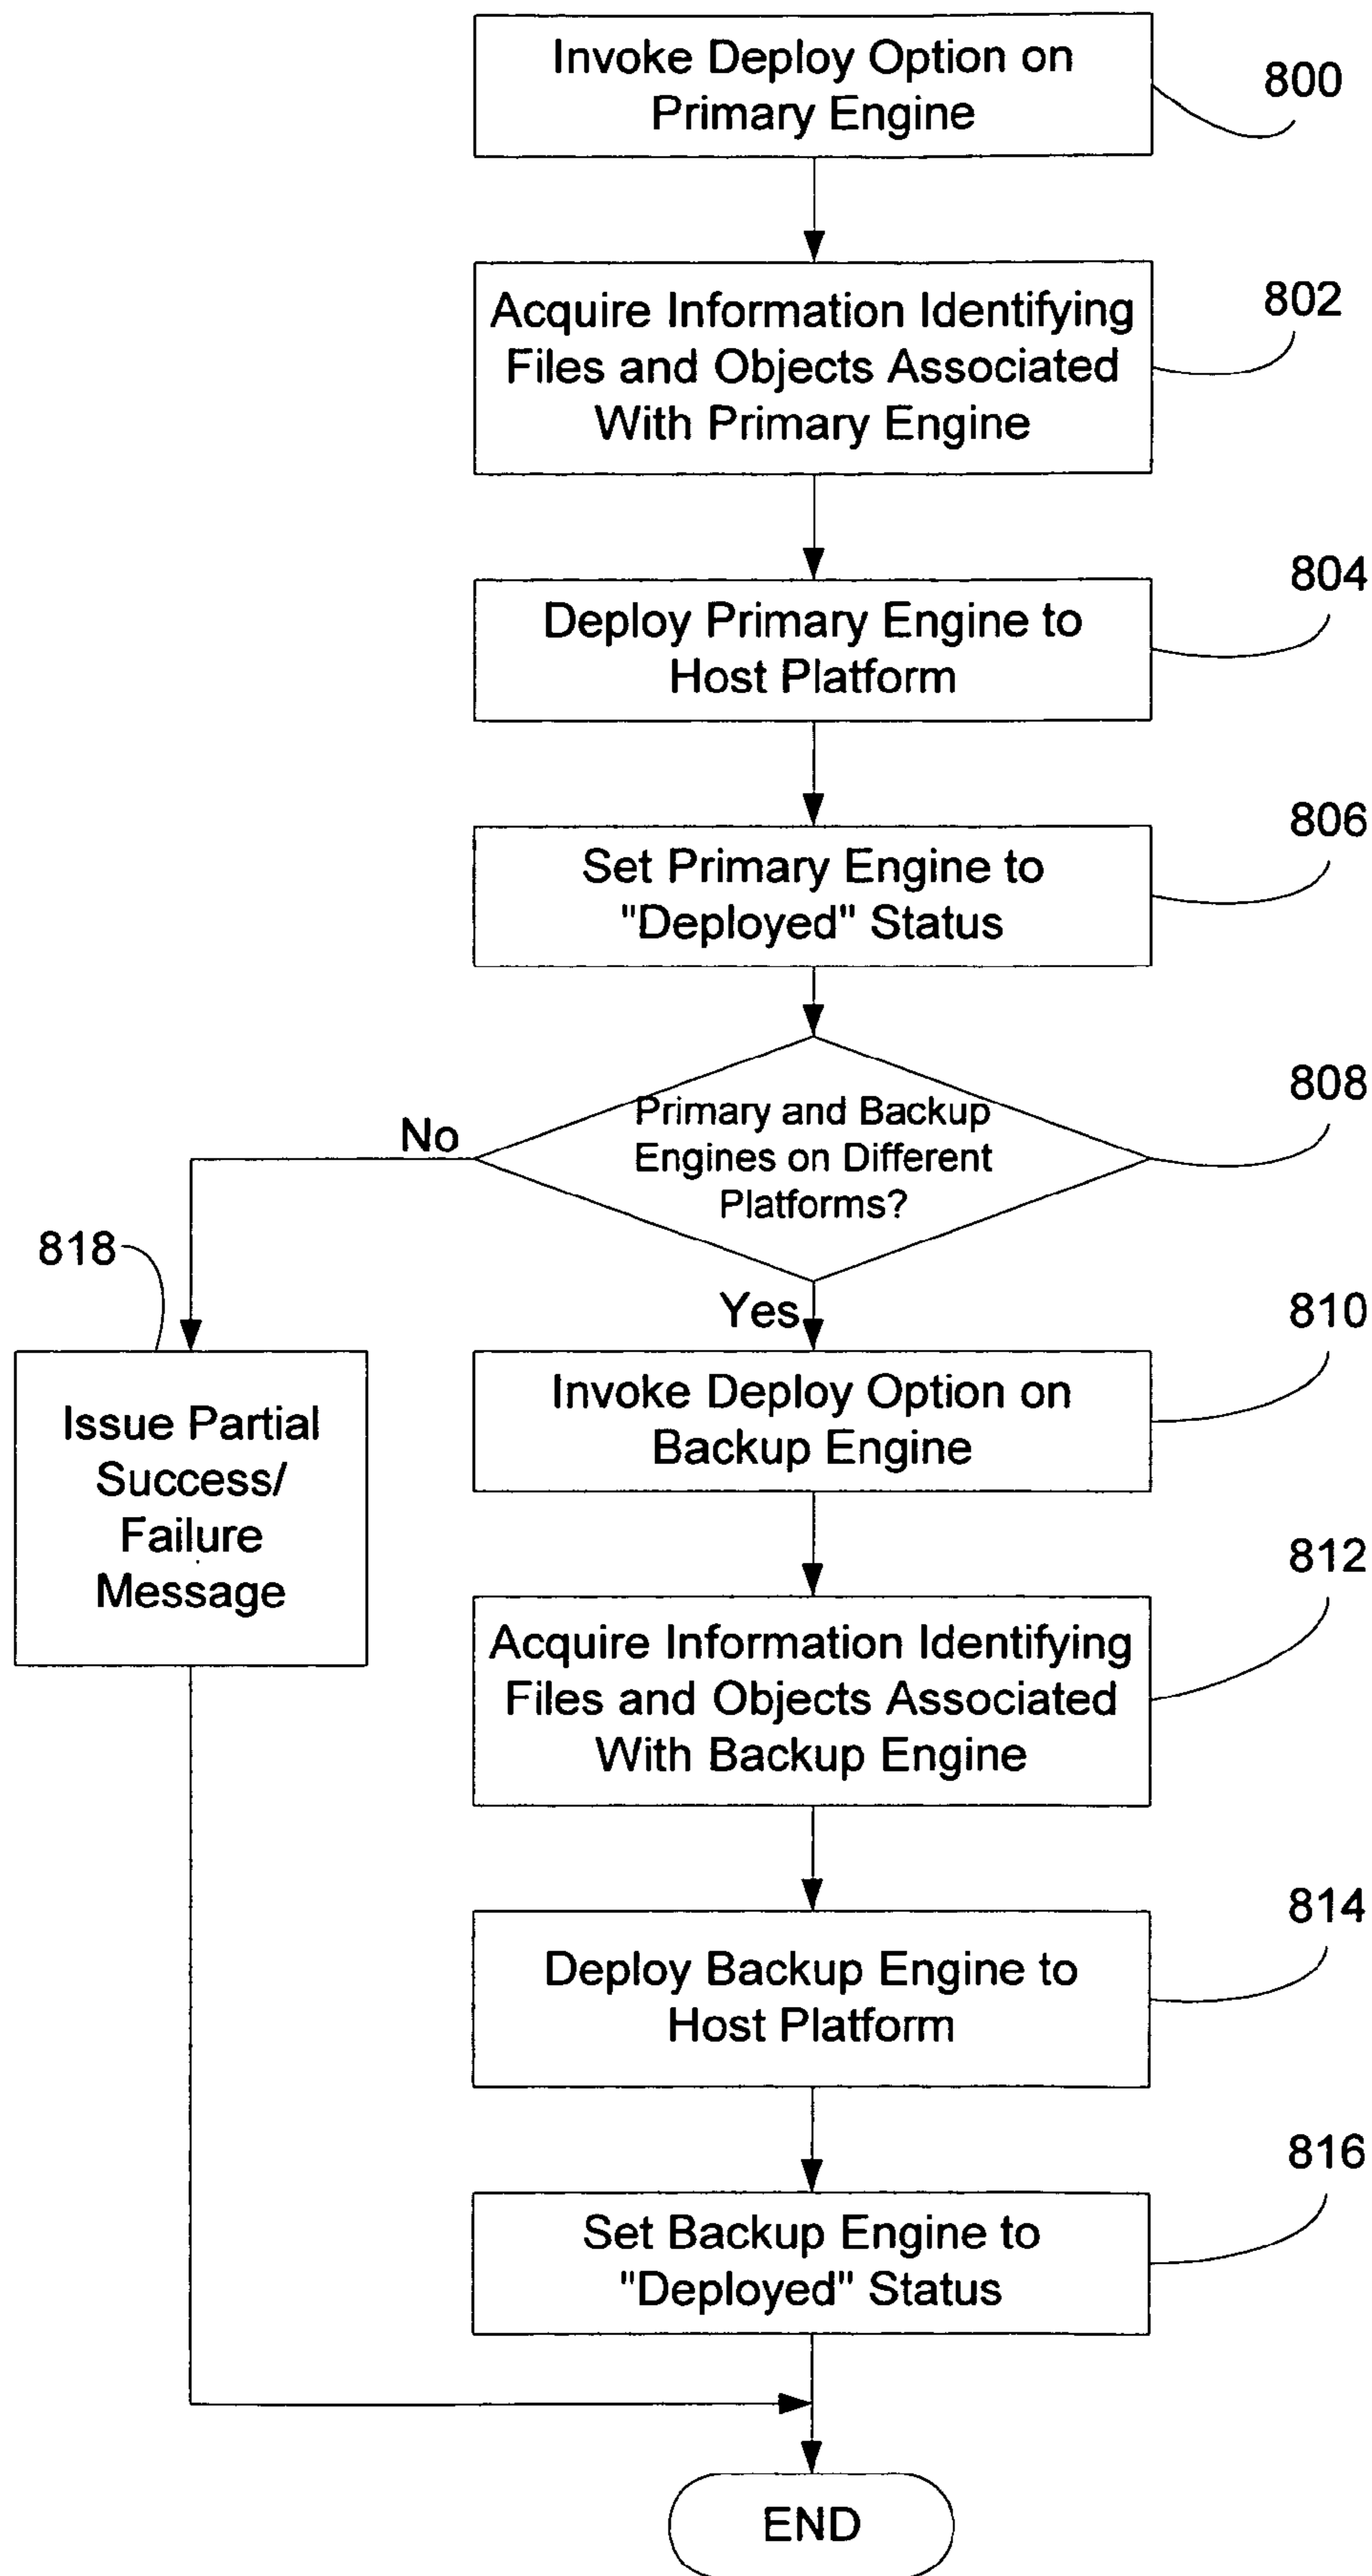 Invoke Deploy Option on
Primary Engine
800
Acquire Information Identifying
Files and Objects Associated
With Primary Engine
802
Deploy Primary Engine to
Host Platform
804
Set Primary Engine to
"Deployed" Status
806
Primary and Backup
Engines on Different
Platforms?
808
No
Yes
818
Issue Partial
Success/
Failure
Message
Invoke Deploy Option on
Backup Engine
810
Acquire Information Identifying
Files and Objects Associated
With Backup Engine
812
Deploy Backup Engine to
Host Platform
814
Set Backup Engine to
"Deployed" Status
816
END